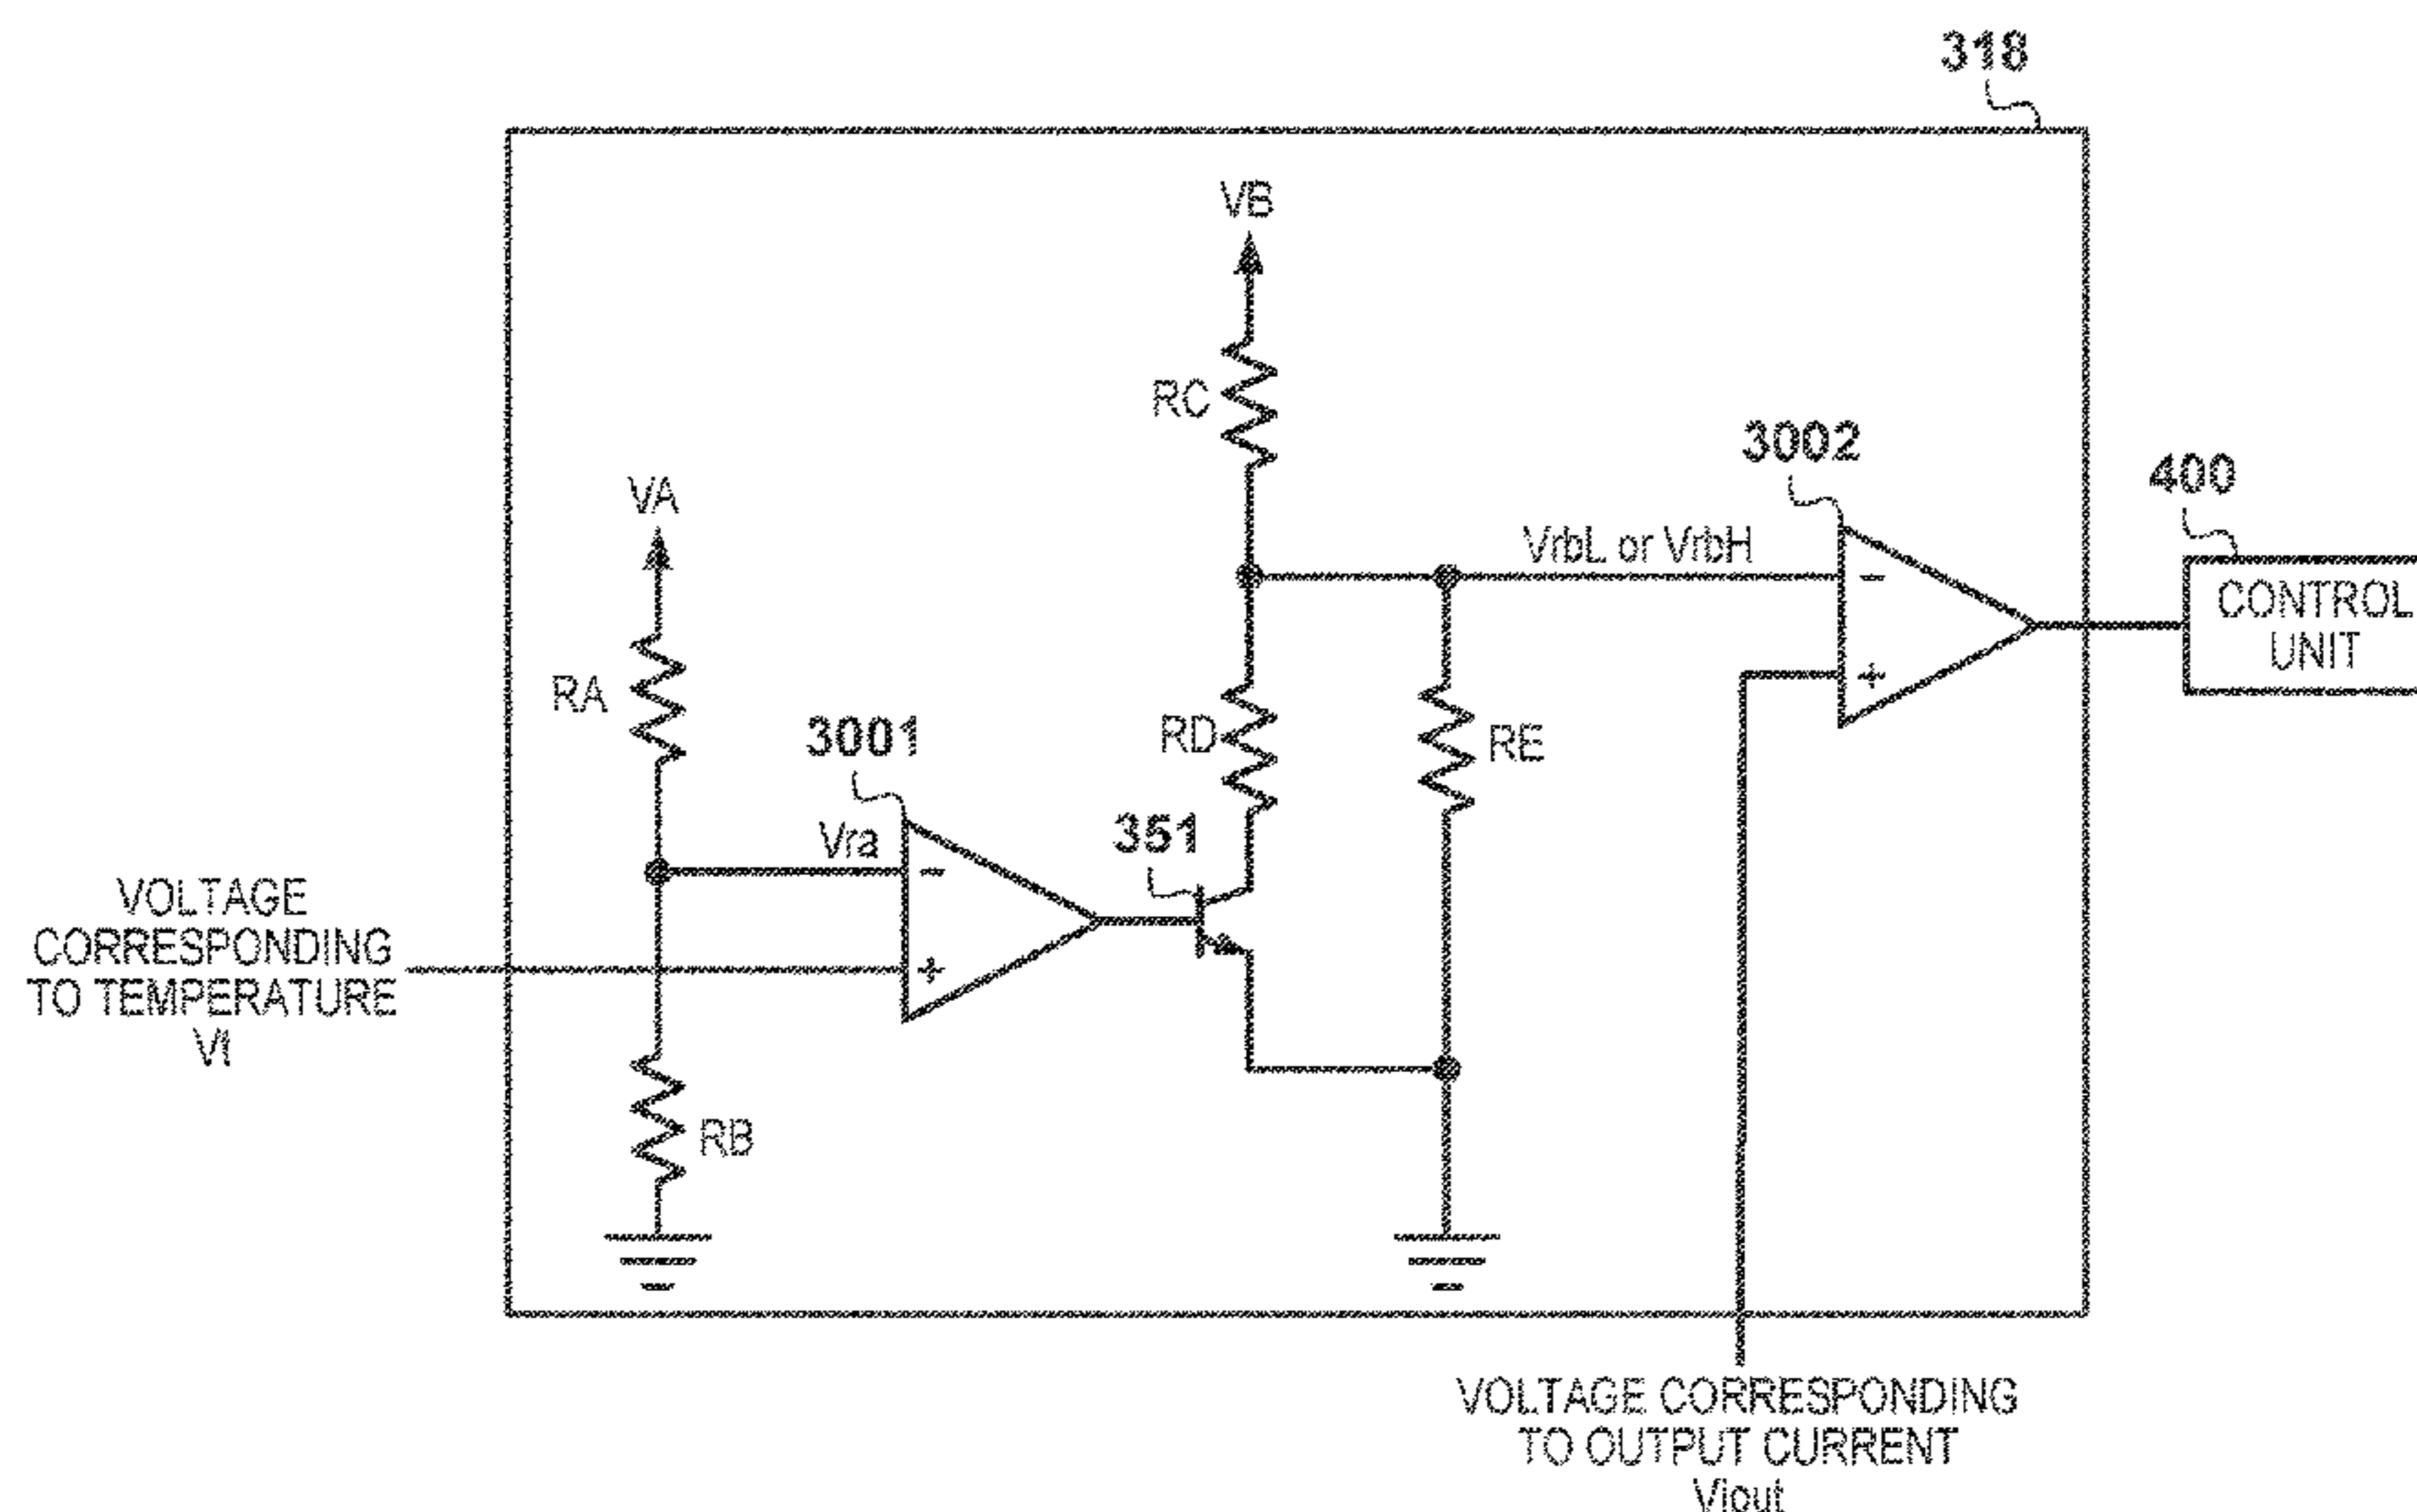 318
VB
RC
3002
400
VA
VrbL or VrbH
-
CONTROL
UNIT
+
RA
3001
RD
RE
351
Vra
-
VOLTAGE
CORRESPONDING
TO TEMPERATURE
Vt
+
RB
VOLTAGE CORRESPONDING
TO OUTPUT CURRENT
Viout